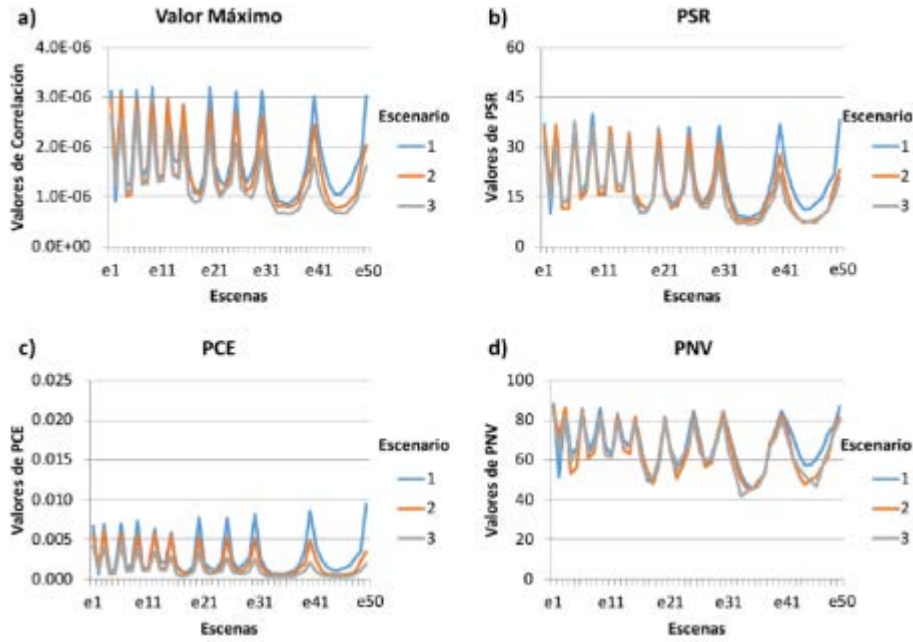 a) Valor Máximo
Valores de Correlación
4.0E-06
3.0E-06
2.0E-06
1.0E-06
0.0E+00
e1 e11 e21 e31 e41 e50
Escenas
Escenario
1
2
3
b) PSR
Valores de PSR
60
45
30
15
0
e1 e11 e21 e31 e41 e50
Escenas
Escenario
1
2
3
c) PCE
Valores de PCE
0.025
0.020
0.015
0.010
0.005
0.000
e1 e11 e21 e31 e41 e50
Escenas
Escenario
1
2
3
d) PNV
Valores de PNV
100
80
60
40
20
0
e1 e11 e21 e31 e41 e50
Escenas
Escenario
1
2
3